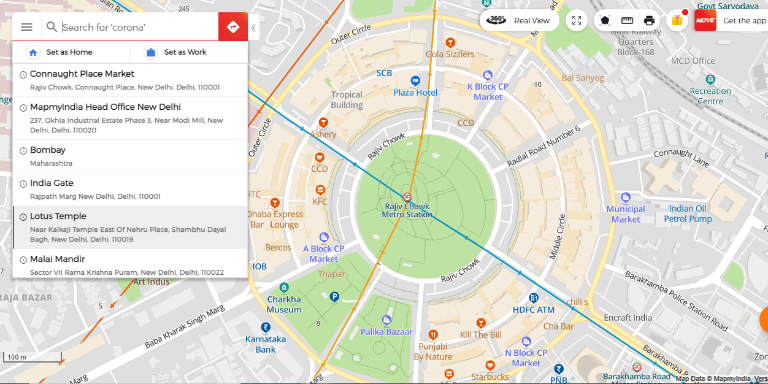 Search for 'corona'
Set as Home
Set as Work
Connaught Place Market
Rajiv Chowk, Connaught Place, New Delhi, Delhi, 110001
MapmyIndia Head Office New Delhi
237. Okhla Industrial Estate Phase 3. Near Modi Mill, New
Delhi, Delhi, 110020
Bombay
Maharashtra
India Gate
Rajpath Marg New Delhi, Delhi, 110001
Lotus Temple
Near Kalkaji Temple East Of Nehru Place, Shambhu Dayal
Bagh, New Delhi, Delhi, 110019
Malai Mandir
Sector VII Rama Krishna Puram, New Delhi, Delhi, 110022
360°
Real View
MOVE
Get the app
Govt Sarvodaya
Govt
Railway
Quarters
Block 168
MCD Office
Recreation
Centre
Outer Circle
Gola Sizzlers
SCB
Plaza Hotel
K Block CP
Market
Bal Sahyog
10
Tropical
Building
Outer Circle
Ashery
CCD
Rajiv Chowk
Radial Road Number 6
Connaught Lane
CCD
KFC
Rajiv Chowk
Metro Station
ITC
Dhaba Express
Bar
Lounge
Bercos
Municipal
Market
Indian Oil
Petrol Pump
Middle Circle
A Block CP
Market
IOB
Thapar
Rajiv Chowk
Barakhamba Police Station Road
RAJA BAZAR
Art Indus
5
Charkha
Museum
P
8
HDFC ATM
chili s
Encraft India
Baba Kharak Singh Marg
Palika Bazaar
Cha Bar
Kill The Bill
Karnataka
Bank
Punjabi
By Nature
N Block CP
Market
Starbucks
PNB
Barakhamba Road
Barakhamba Road
100 m
Map Data © MapmyIndia, Vers